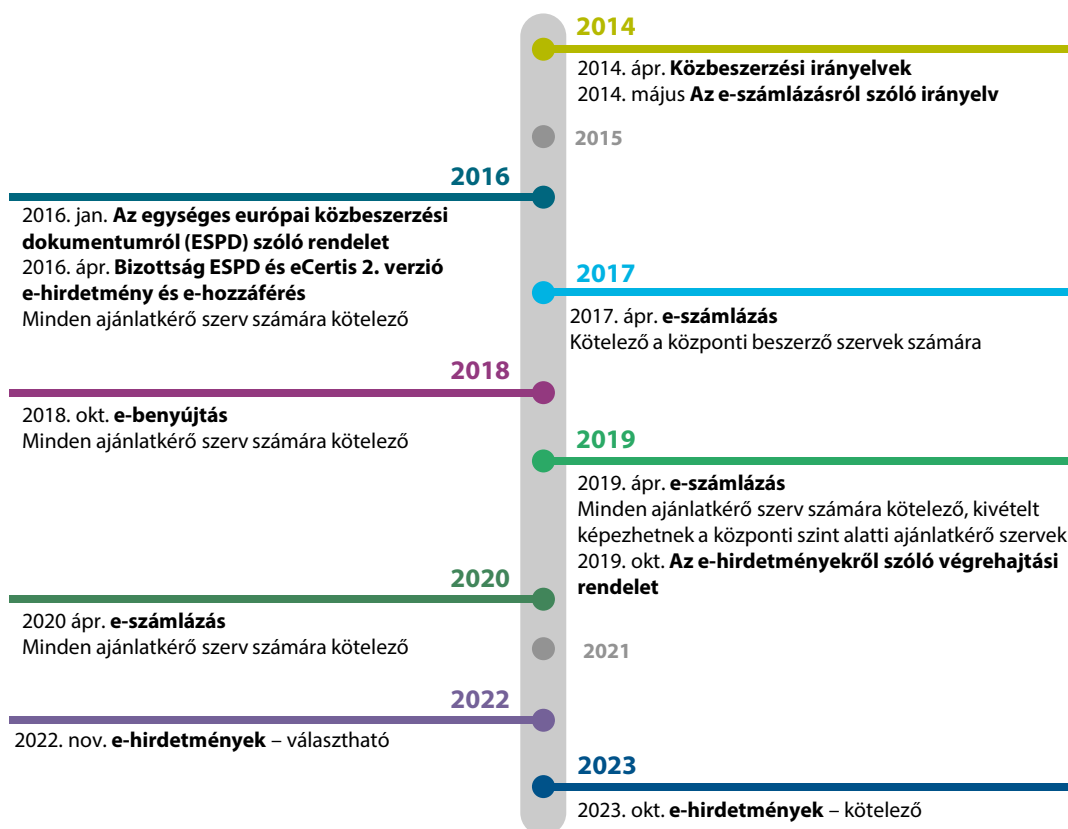 2014
2014. ápr. Közbeszerzési irányelvek
2014. május Az e-számlázásról szóló irányelv
2015
2016
2016. jan. Az egységes európai közbeszerzési
dokumentumról (ESPD) szóló rendelet
2016. ápr. Bizottság ESPD és eCertis 2. verzió
e-hirdetmény és e-hozzáférés
Minden ajánlatkérő szerv számára kötelező
2017
2017. ápr. e-számlázás
Kötelező a központi beszerző szervek számára
2018
2018. okt. e-benyújtás
Minden ajánlatkérő szerv számára kötelező
2019
2019. ápr. e-számlázás
Minden ajánlatkérő szerv számára kötelező, kivételt
képezhetnek a központi szint alatti ajánlatkérő szervek
2019. okt. Az e-hirdetményekről szóló végrehajtási
rendelet
2020
2020 ápr. e-számlázás
Minden ajánlatkérő szerv számára kötelező
2021
2022
2022. nov. e-hirdetmények – választható
2023
2023. okt. e-hirdetmények – kötelező